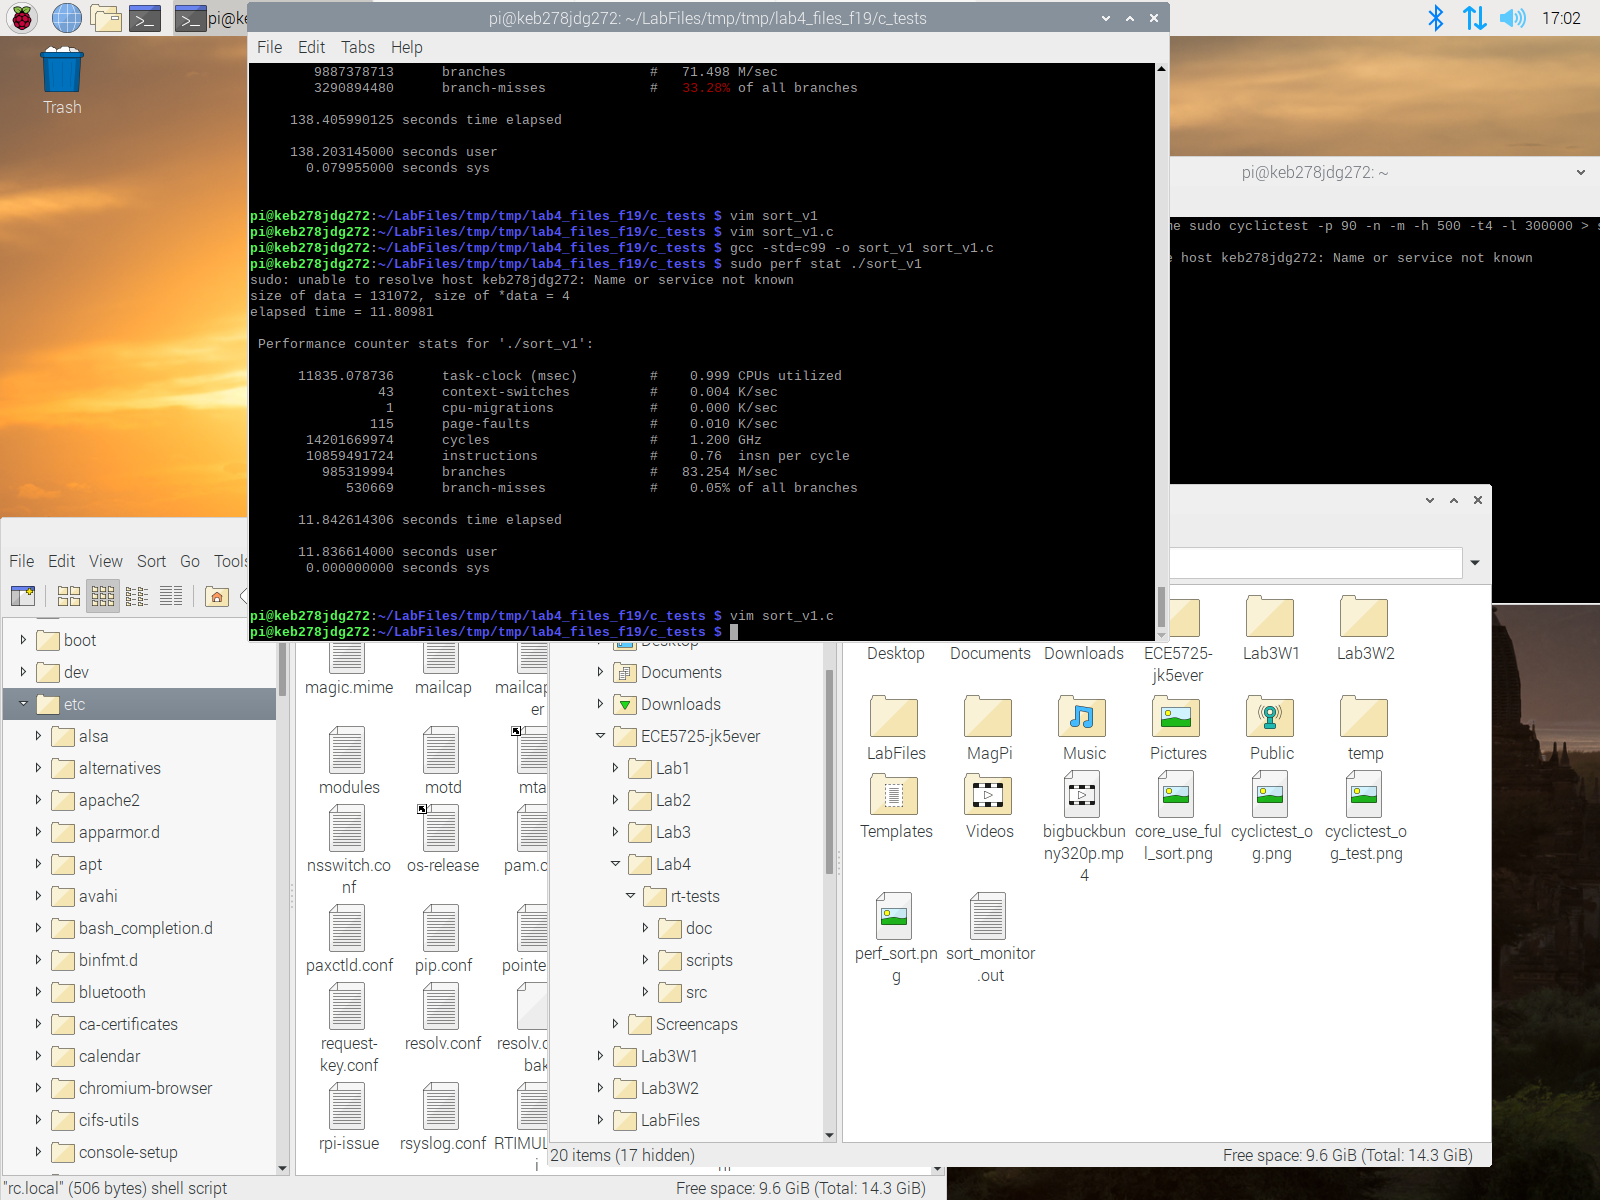 pi@ke
pi@keb278jdg272: ~/LabFiles/tmp/tmp/lab4_files_f19/c_tests
17:02
File Edit Tabs Help
Trash
9887378713 branches # 71.498 M/sec
3290894480 branch-misses # 33.28% of all branches
138.405990125 seconds time elapsed
138.203145000 seconds user
0.079955000 seconds sys
pi@keb278jdg272:~/LabFiles/tmp/tmp/lab4_files_f19/c_tests $ vim sort_v1
pi@keb278jdg272:~/LabFiles/tmp/tmp/lab4_files_f19/c_tests $ vim sort_v1.c
pi@keb278jdg272:~/LabFiles/tmp/tmp/lab4_files_f19/c_tests $ gcc -std=c99 -o sort_v1 sort_v1.c
pi@keb278jdg272:~/LabFiles/tmp/tmp/lab4_files_f19/c_tests $ sudo perf stat ./sort_v1
sudo: unable to resolve host keb278jdg272: Name or service not known
size of data = 131072, size of *data = 4
elapsed time = 11.80981
Performance counter stats for './sort_v1':
11835.078736 task-clock (msec) # 0.999 CPUs utilized
43 context-switches # 0.004 K/sec
1 cpu-migrations # 0.000 K/sec
115 page-faults # 0.010 K/sec
14201669974 cycles # 1.200 GHz
10859491724 instructions # 0.76 insn per cycle
985319994 branches # 83.254 M/sec
530669 branch-misses # 0.05% of all branches
11.842614306 seconds time elapsed
11.836614000 seconds user
0.000000000 seconds sys
pi@keb278jdg272:~/LabFiles/tmp/tmp/lab4_files_f19/c_tests $ vim sort_v1.c
pi@keb278jdg272:~/LabFiles/tmp/tmp/lab4_files_f19/c_tests $
pi@keb278jdg272: ~
ne sudo cyclictest -p 90 -n -m -h 500 -t4 -l 300000 > s
host keb278jdg272: Name or service not known
File Edit View Sort Go Tools
boot
dev
etc
alsa
alternatives
apache2
apparmor.d
apt
avahi
bash_completion.d
binfmt.d
bluetooth
ca-certificates
calendar
chromium-browser
cifs-utils
console-setup
magic.mime mailcap mailcap
er
modules motd mta
nsswitch.co os-release pam.c
nf
paxctld.conf pip.conf pointe
request- resolv.conf resolv.c
key.conf bak
rpi-issue rsyslog.conf RTIMUL
i
"rc.local" (506 bytes) shell script Free space: 9.6 GiB (Total: 14.3 GiB)
Desktop
Documents
Downloads
ECE5725-jk5ever
Lab1
Lab2
Lab3
Lab4
rt-tests
doc
scripts
src
Screencaps
Lab3W1
Lab3W2
LabFiles
Desktop Documents Downloads ECE5725- Lab3W1 Lab3W2
jk5ever
LabFiles MagPi Music Pictures Public temp
Templates Videos bigbuckbun core_use_ful cyclictest_o cyclictest_o
ny320p.mp l_sort.png g.png g_test.png
4
perf_sort.pn sort_monitor
g .out
20 items (17 hidden) Free space: 9.6 GiB (Total: 14.3 GiB)